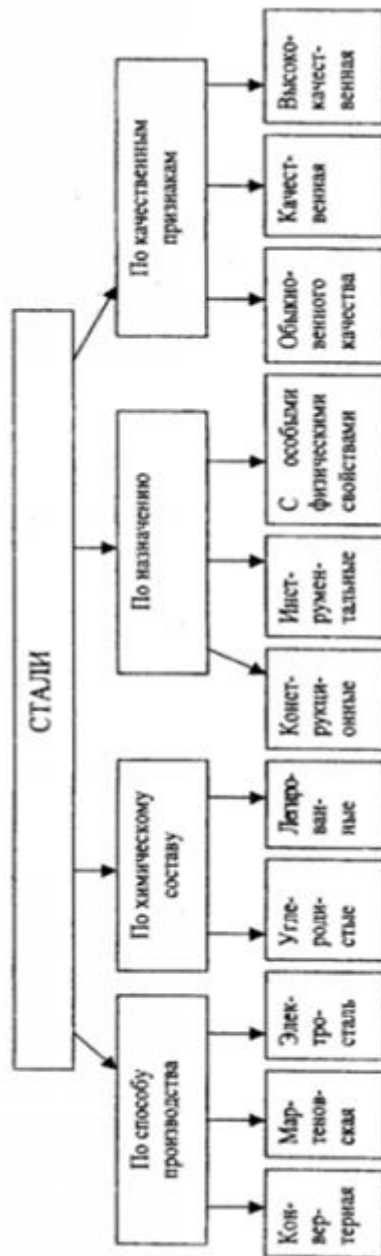 СТАЛИ
По способу
производства
По химическому
составу
По назначению
По качественным
признакам
Кон-
вер-
терная
Мар-
тенов-
ская
Элек-
тро-
сталь
Угле-
роди-
стые
Легиро-
ван-
ные
Конст-
рукци-
онные
Инст-
румен-
тальные
С особыми
физическими
свойствами
Обыкно-
венного
качества
Качест-
венная
Высоко-
качест-
венная